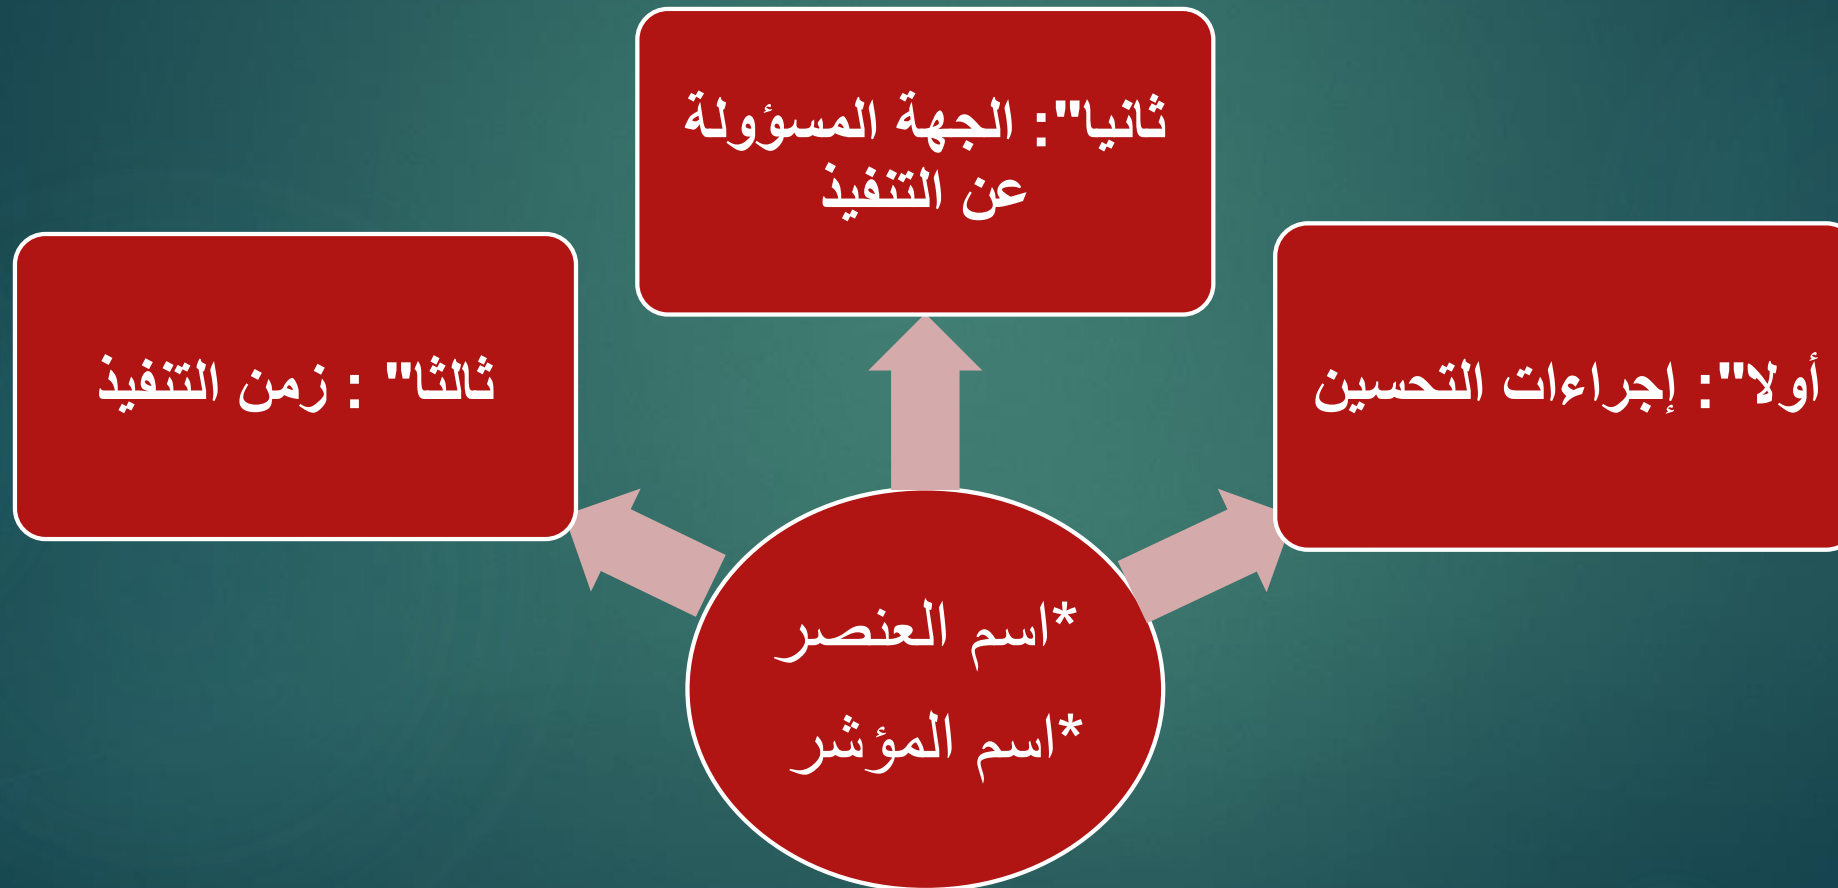 أولا": إجراءات التحسين
ثانيا": الجهة المسؤولة
عن التنفيذ
ثالثا" : زمن التنفيذ
*اسم العنصر
*اسم المؤشر